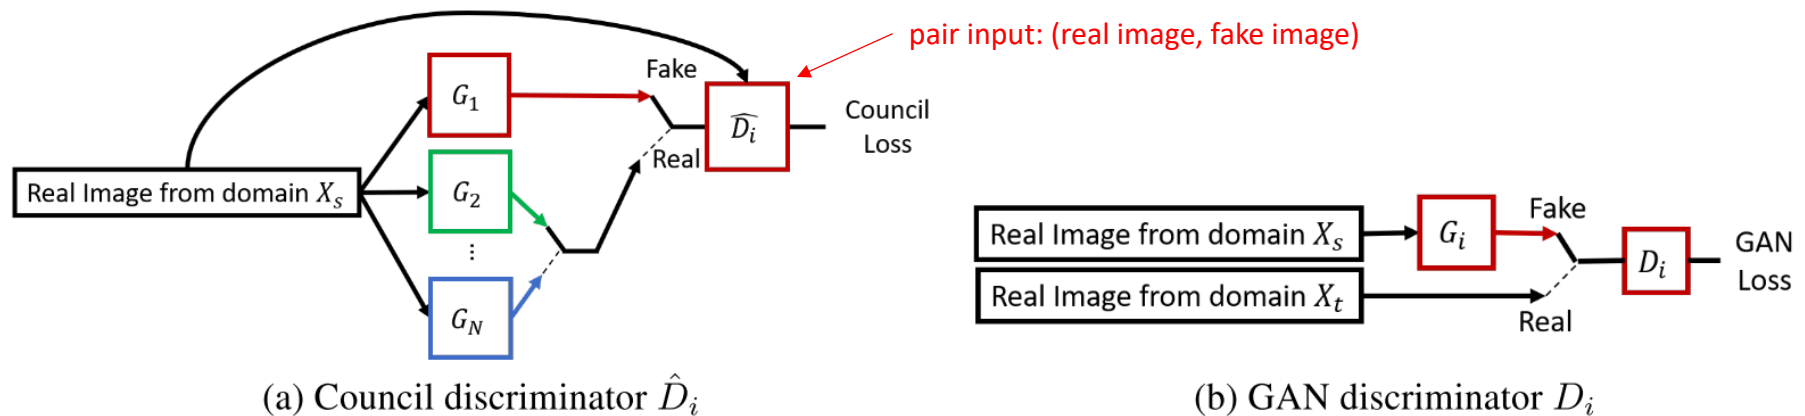 pair input: (real image, fake image)
Fake
G₁
D̂ᵢ
Council
Loss
Real
Real Image from domain Xₛ
G₂
⋮
G_N
(a) Council discriminator D̂ᵢ
Real Image from domain Xₛ
Gᵢ
Fake
Dᵢ
GAN
Loss
Real Image from domain Xₜ
Real
(b) GAN discriminator Dᵢ